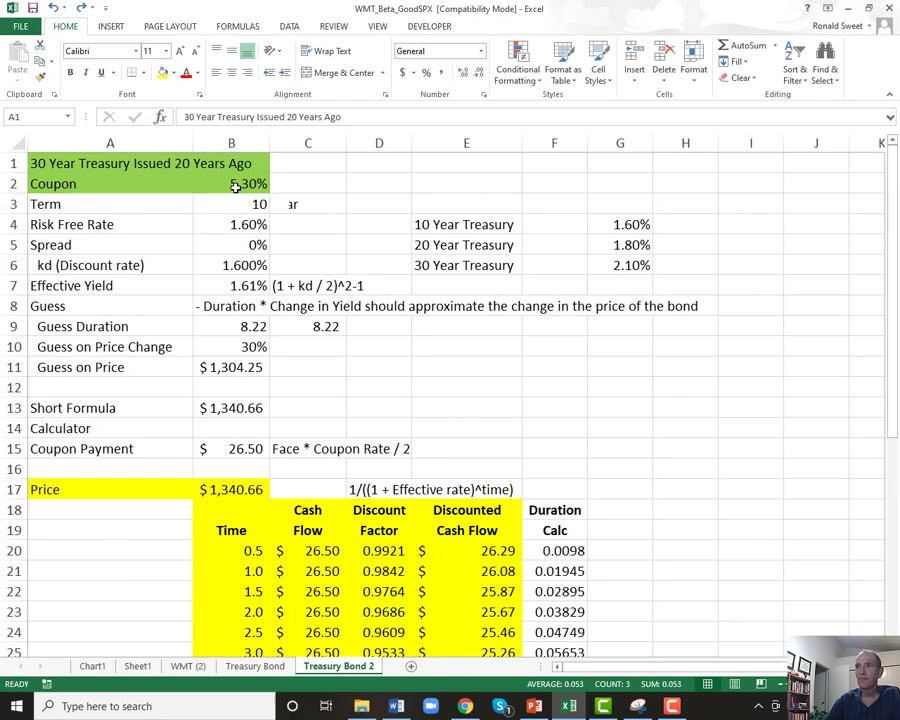 WMT_Beta_GoodSPX [Compatibility Mode] - Excel
FILE HOME INSERT PAGE LAYOUT FORMULAS DATA REVIEW VIEW DEVELOPER Ronald Sweet
Paste Calibri 11 Wrap Text General Conditional Format as Cell Insert Delete Format AutoSum Sort & Find &
B I U Merge & Center $ % , Formatting Table Styles Fill Clear Filter Select
Clipboard Font Alignment Number Styles Cells Editing
A1 fx 30 Year Treasury Issued 20 Years Ago
A B C D E F G H I J K
1 30 Year Treasury Issued 20 Years Ago
2 Coupon 5.30%
3 Term 10 ar
4 Risk Free Rate 1.60% 10 Year Treasury 1.60%
5 Spread 0% 20 Year Treasury 1.80%
6 kd (Discount rate) 1.600% 30 Year Treasury 2.10%
7 Effective Yield 1.61% (1 + kd / 2)^2-1
8 Guess - Duration * Change in Yield should approximate the change in the price of the bond
9 Guess Duration 8.22 8.22
10 Guess on Price Change 30%
11 Guess on Price $ 1,304.25
12
13 Short Formula $ 1,340.66
14 Calculator
15 Coupon Payment $ 26.50 Face * Coupon Rate / 2
16
17 Price $ 1,340.66 1/((1 + Effective rate)^time)
18 Cash Discount Discounted Duration
19 Time Flow Factor Cash Flow Calc
20 0.5 $ 26.50 0.9921 $ 26.29 0.0098
21 1.0 $ 26.50 0.9842 $ 26.08 0.01945
22 1.5 $ 26.50 0.9764 $ 25.87 0.02895
23 2.0 $ 26.50 0.9686 $ 25.67 0.03829
24 2.5 $ 26.50 0.9609 $ 25.46 0.04749
25 3.0 $ 26.50 0.9533 $ 25.26 0.05653
Chart1 Sheet1 WMT (2) Treasury Bond Treasury Bond 2
READY AVERAGE: 0.053 COUNT: 3 SUM: 0.053
Type here to search